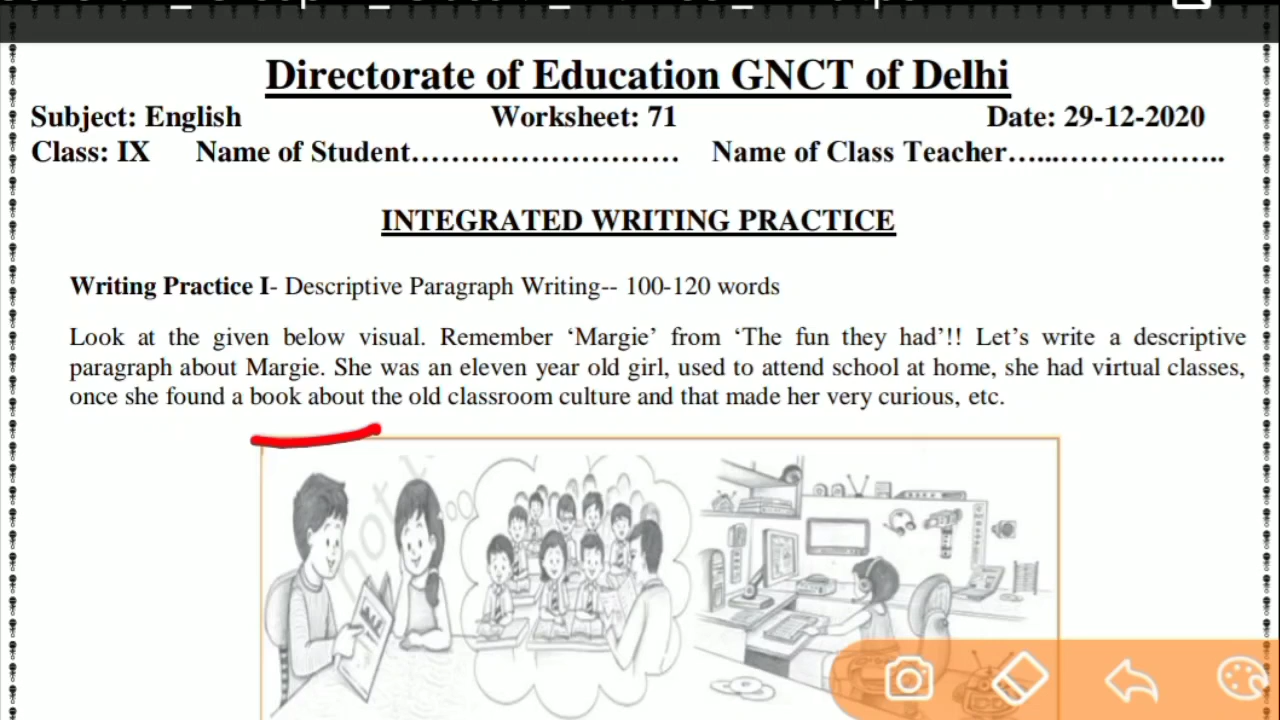 Directorate of Education GNCT of Delhi
Subject: English Worksheet: 71 Date: 29-12-2020
Class: IX Name of Student……………………… Name of Class Teacher…...……………..
INTEGRATED WRITING PRACTICE
Writing Practice I- Descriptive Paragraph Writing-- 100-120 words
Look at the given below visual. Remember ‘Margie’ from ‘The fun they had’!! Let’s write a descriptive
paragraph about Margie. She was an eleven year old girl, used to attend school at home, she had virtual classes,
once she found a book about the old classroom culture and that made her very curious, etc.